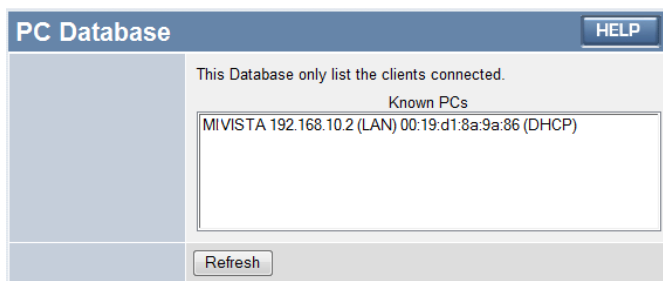 PC Database
HELP
This Database only list the clients connected.
Known PCs
MIVISTA 192.168.10.2 (LAN) 00:19:d1:8a:9a:86 (DHCP)
Refresh